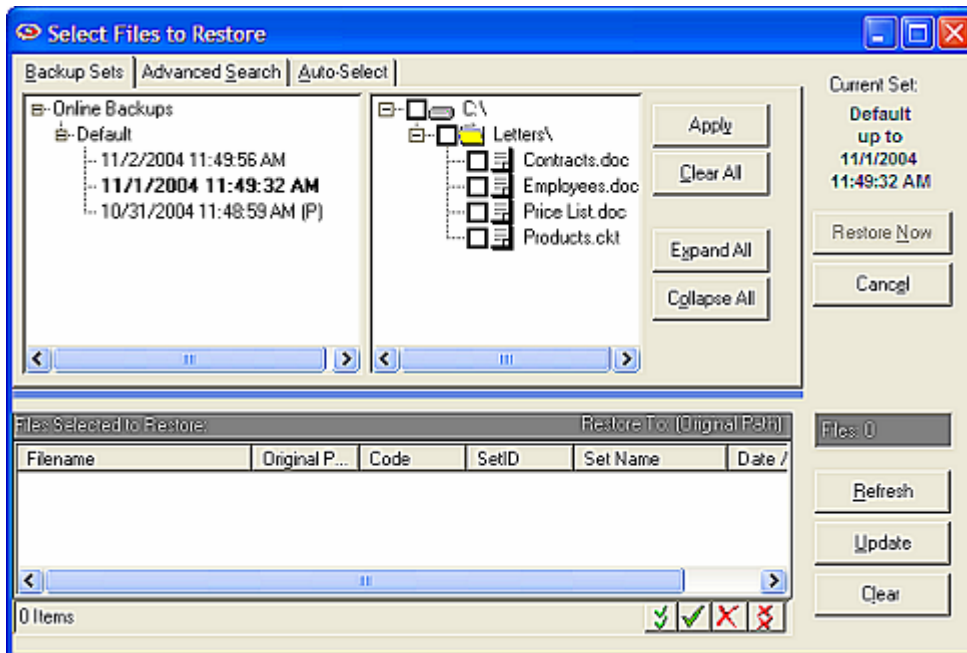 Select Files to Restore
Backup Sets Advanced Search Auto-Select
Online Backups
Default
11/2/2004 11:49:56 AM
11/1/2004 11:49:32 AM
10/31/2004 11:48:59 AM (P)
C:\
Letters\
Contracts.doc
Employees.doc
Price List.doc
Products.ckt
Apply
Clear All
Expand All
Collapse All
Current Set:
Default
up to
11/1/2004
11:49:32 AM
Restore Now
Cancel
Files Selected to Restore: Restore To: (Original Path)
Filename Original P... Code SetID Set Name Date /
0 Items
Files: 0
Refresh
Update
Clear